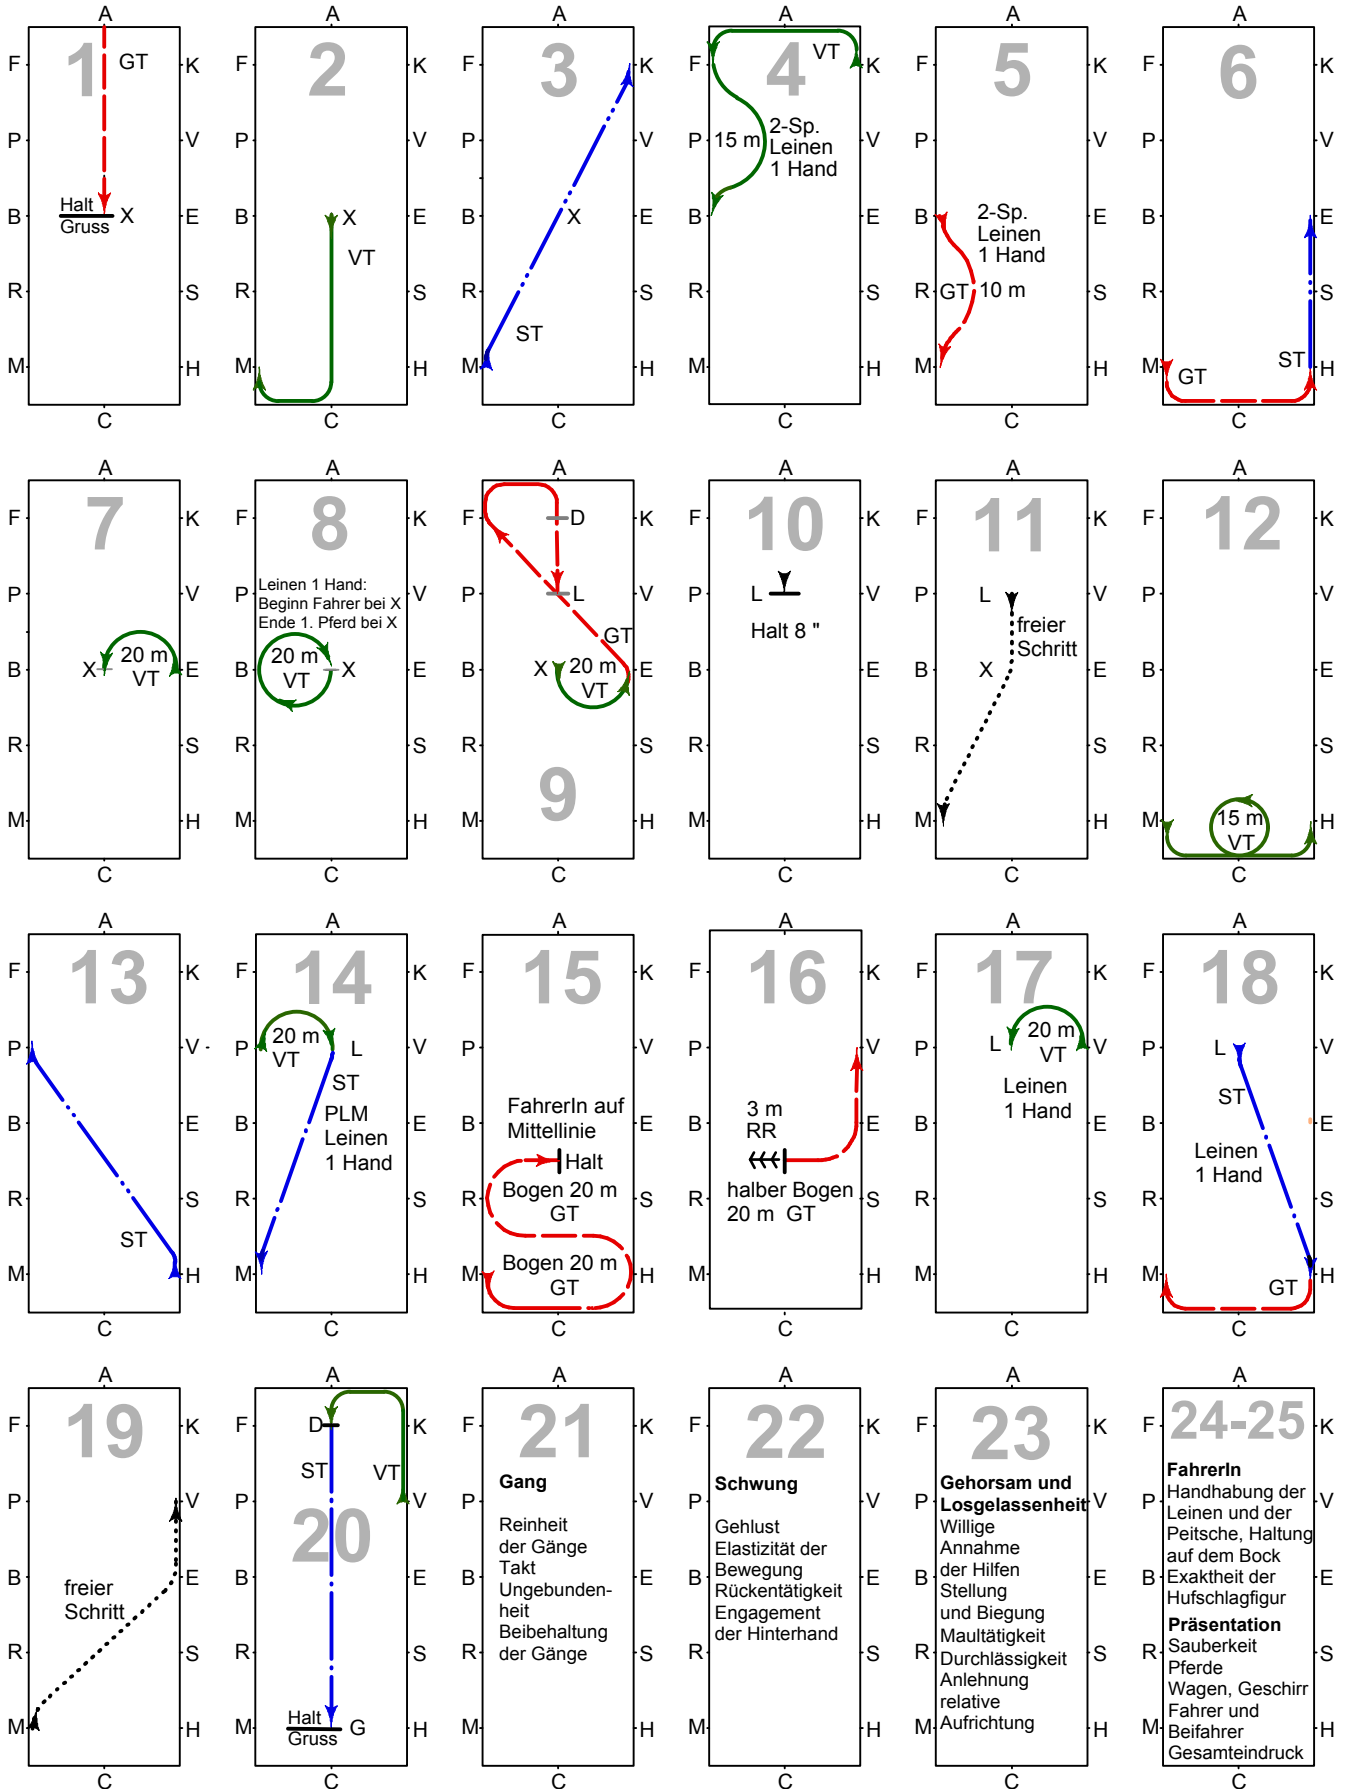 A
1
GT
F
K
P
V
Halt
B
X
E
Gruss
R
S
M
H
C
A
2
F
K
P
V
B
X
E
VT
R
S
M
H
C
A
3
F
K
P
V
B
X
E
R
S
ST
M
H
C
A
4
VT
F
K
15 m
2-Sp.
Leinen
1 Hand
P
V
B
E
R
S
M
H
C
A
5
F
K
P
V
2-Sp.
Leinen
1 Hand
B
E
R
GT
10 m
S
M
H
C
A
6
F
K
P
V
B
E
R
S
ST
M
GT
H
C
A
7
F
K
P
V
20 m
VT
B
X
E
R
S
M
H
C
A
8
F
K
Leinen 1 Hand:
Beginn Fahrer bei X
Ende 1. Pferd bei X
P
V
20 m
VT
B
X
E
R
S
M
H
C
A
F
D
K
P
L
V
GT
B
X
20 m
VT
E
R
S
9
M
H
C
A
10
F
K
P
L
V
Halt 8 "
B
E
R
S
M
H
C
A
11
F
K
P
L
V
freier
Schritt
B
X
E
R
S
M
H
C
A
12
F
K
P
V
B
E
R
S
M
15 m
VT
H
C
A
13
F
K
P
V -
B
E
R
S
ST
M
H
C
A
14
F
K
20 m
VT
P
L
V
ST
PLM
Leinen
1 Hand
B
E
R
S
M
H
C
A
15
F
K
P
V
FahrerIn auf
Mittellinie
B
E
Halt
R
Bogen 20 m
GT
S
M
Bogen 20 m
GT
H
C
A
16
F
K
P
V
3 m
RR
B
E
halber Bogen
20 m GT
R
S
M
H
C
A
17
F
K
20 m
VT
P
L
V
Leinen
1 Hand
B
E
R
S
M
H
C
A
18
F
K
P
L
V
ST
B
E
Leinen
1 Hand
R
S
M
GT
H
C
A
19
F
K
P
V
B
E
freier
Schritt
R
S
M
H
C
A
F
D
K
ST
VT
P
V
20
B
E
R
S
Halt
M
G
H
Gruss
C
A
21
F
K
Gang
P
V
Reinheit
der Gänge
Takt
Ungebunden-
heit
Beibehaltung
der Gänge
B
E
R
S
M
H
C
A
22
F
K
Schwung
P
V
Gehlust
Elastizität der
Bewegung
Rückentätigkeit
Engagement
der Hinterhand
B
E
R
S
M
H
C
A
23
F
K
Gehorsam und
Losgelassenheit
P
V
Willige
Annahme
der Hilfen
Stellung
und Biegung
Maultätigkeit
Durchlässigkeit
Anlehnung
relative
Aufrichtung
B
E
R
S
M
H
C
A
24-25
F
K
FahrerIn
Handhabung der
Leinen und der
Peitsche, Haltung
auf dem Bock
Exaktheit der
Hufschlagfigur
P
V
B
E
Präsentation
Sauberkeit
Pferde
Wagen, Geschirr
Fahrer und
Beifahrer
Gesamteindruck
R
S
M
H
C